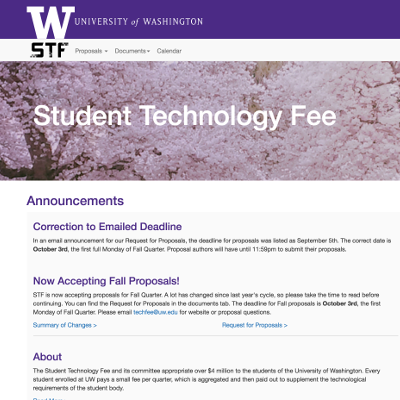 W UNIVERSITY of WASHINGTON
STF Proposals Documents Calendar
Student Technology Fee
Announcements
Correction to Emailed Deadline
In an email announcement for our Request for Proposals, the deadline for proposals was listed as September 5th. The correct date is
October 3rd, the first full Monday of Fall Quarter. Proposal authors will have until 11:59pm to submit their proposals.
Now Accepting Fall Proposals!
STF is now accepting proposals for Fall Quarter. A lot has changed since last year's cycle, so please take the time to read before
continuing. You can find the Request for Proposals in the documents tab. The deadline for Fall proposals is October 3rd, the first
Monday of Fall Quarter. Please email techfee@uw.edu for website or proposal questions.
Summary of Changes > Request for Proposals >
About
The Student Technology Fee and its committee appropriate over $4 million to the students of the University of Washington. Every
student enrolled at UW pays a small fee per quarter, which is aggregated and then paid out to supplement the technological
requirements of the student body.